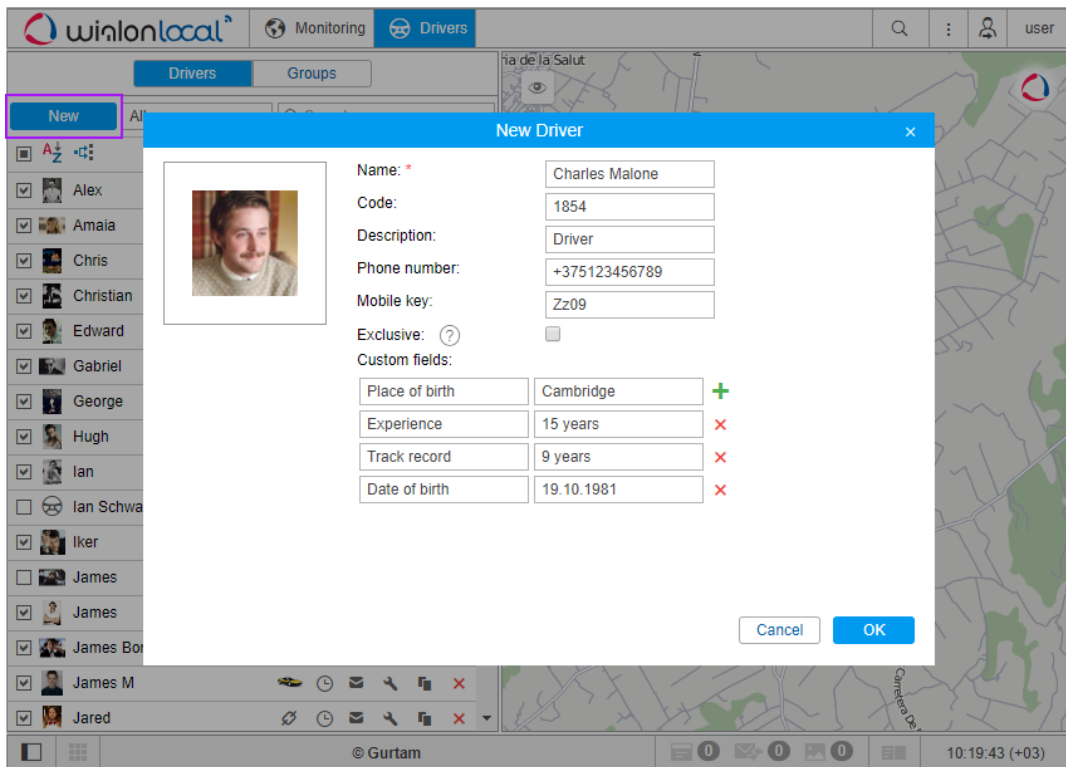 wialon local
Monitoring
Drivers
user
Drivers
Groups
ria de la Salut
New
New Driver
Name: *
Charles Malone
Code:
1854
Description:
Driver
Phone number:
+375123456789
Mobile key:
Zz09
Exclusive: ?
Custom fields:
Place of birth
Cambridge
Experience
15 years
Track record
9 years
Date of birth
19.10.1981
Cancel
OK
AZ
Alex
Amaia
Chris
Christian
Edward
Gabriel
George
Hugh
Ian
Ian Schwa
Iker
James
James
James Bor
James M
Jared
Carretera De
© Gurtam
0
0
0
10:19:43 (+03)